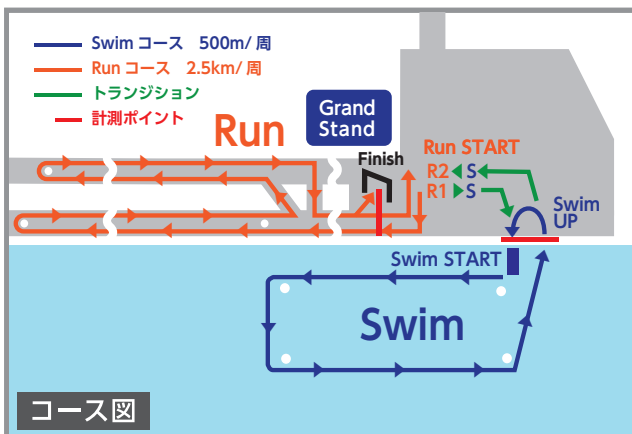 Swim コース 500m/ 周
Run コース 2.5km/ 周
トランジション
計測ポイント
Run
Grand
Stand
Finish
Run START
R2 S
R1 S
Swim
UP
Swim START
Swim
コース図